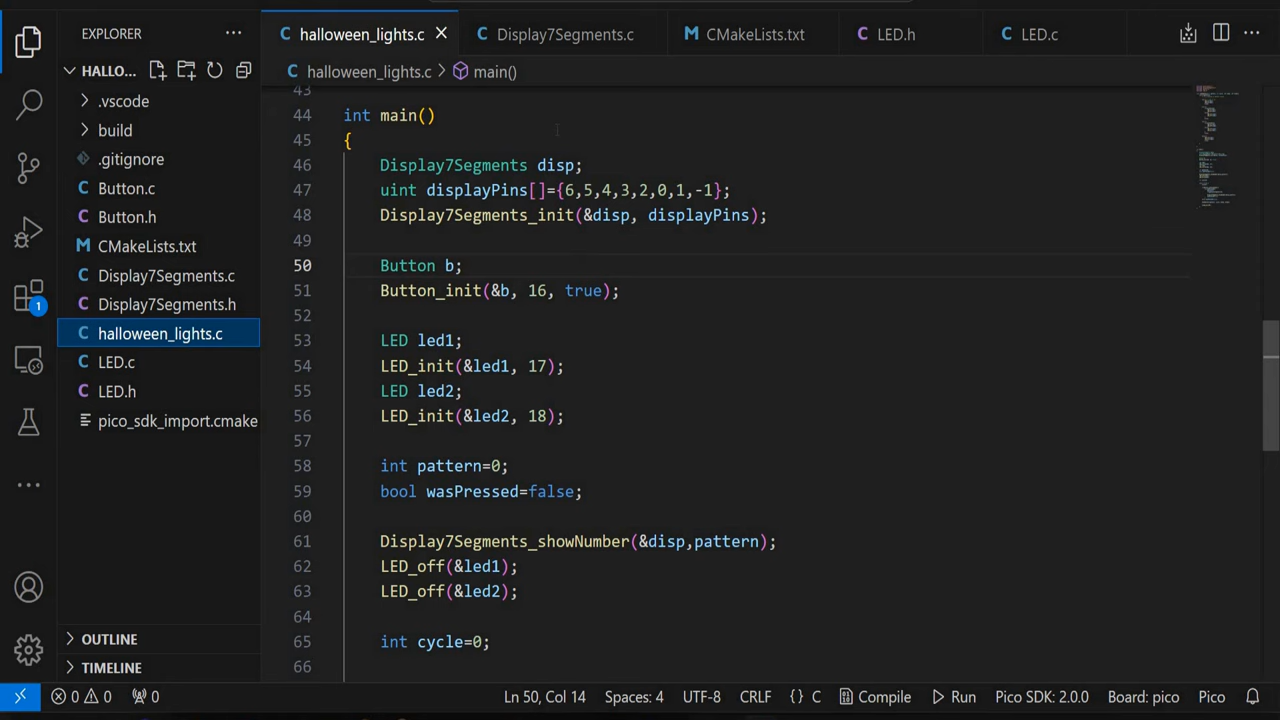 EXPLORER
halloween_lights.c
Display7Segments.c
CMakeLists.txt
LED.h
LED.c
HALLO...
halloween_lights.c > main()
.vscode
build
.gitignore
Button.c
Button.h
CMakeLists.txt
Display7Segments.c
Display7Segments.h
halloween_lights.c
LED.c
LED.h
pico_sdk_import.cmake
1
OUTLINE
TIMELINE
43
44 int main()
45 {
46 Display7Segments disp;
47 uint displayPins[]={6,5,4,3,2,0,1,-1};
48 Display7Segments_init(&disp, displayPins);
49
50 Button b;
51 Button_init(&b, 16, true);
52
53 LED led1;
54 LED_init(&led1, 17);
55 LED led2;
56 LED_init(&led2, 18);
57
58 int pattern=0;
59 bool wasPressed=false;
60
61 Display7Segments_showNumber(&disp,pattern);
62 LED_off(&led1);
63 LED_off(&led2);
64
65 int cycle=0;
66
0 0 0 Ln 50, Col 14 Spaces: 4 UTF-8 CRLF {} C Compile Run Pico SDK: 2.0.0 Board: pico Pico